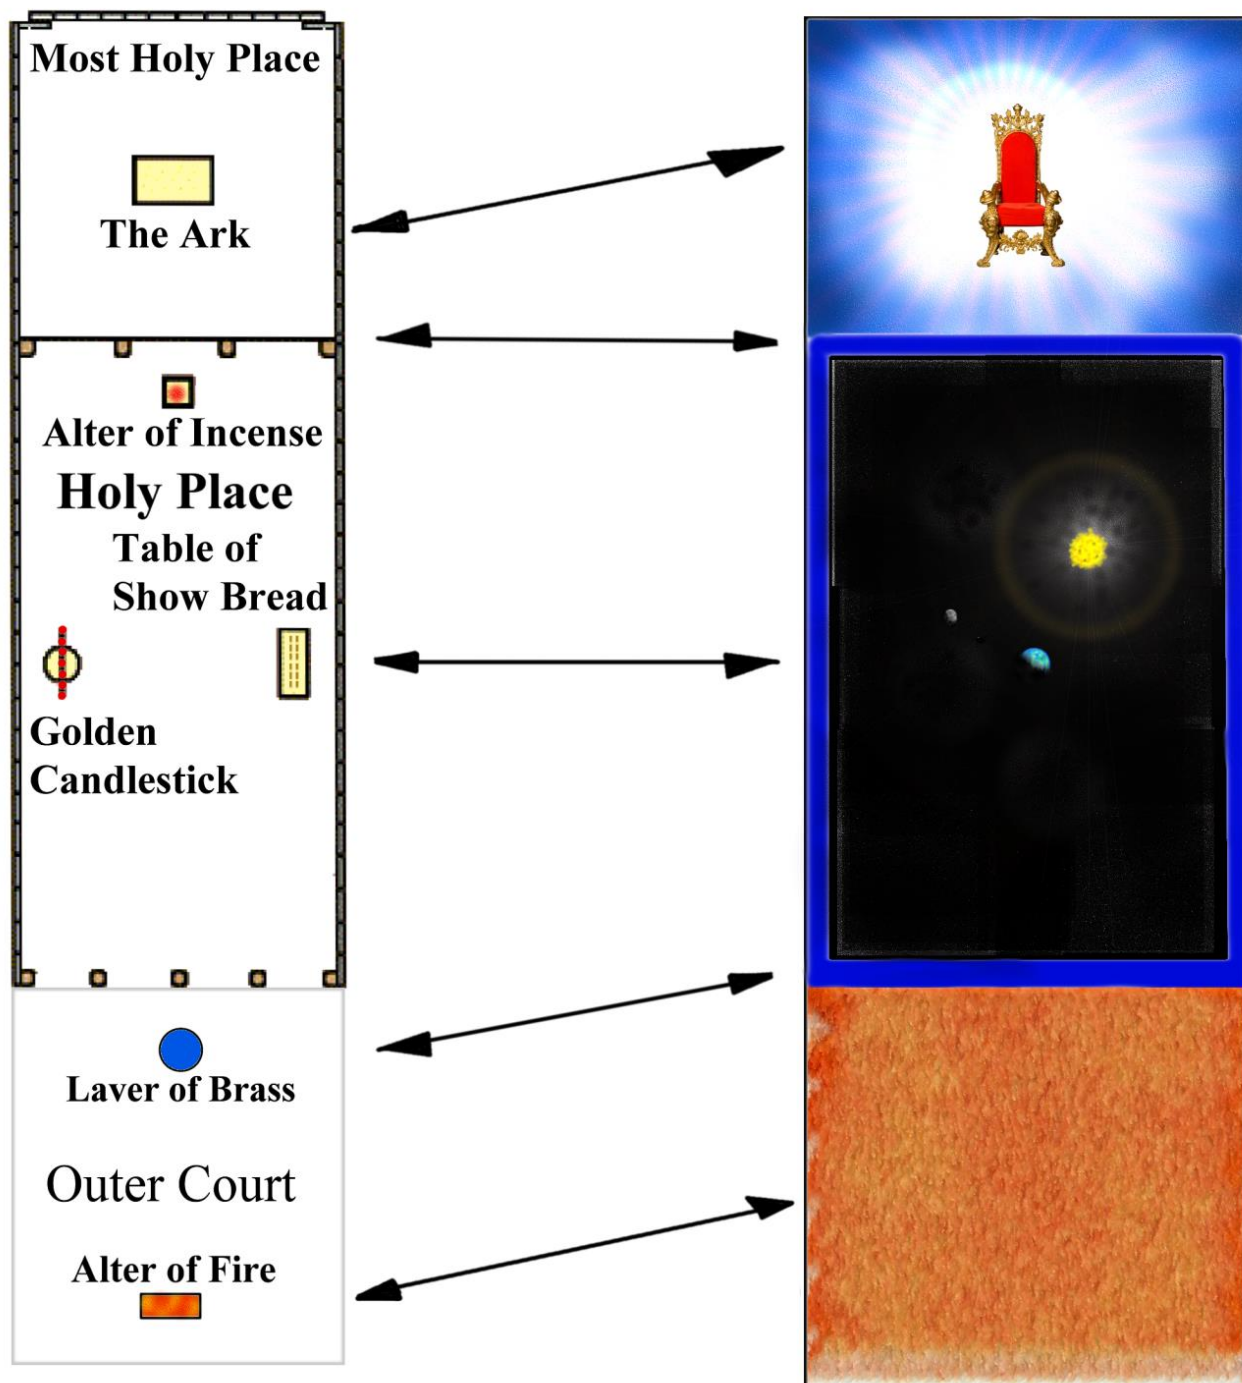 Most Holy Place
The Ark
Alter of Incense
Holy Place
Table of
Show Bread
Golden
Candlestick
Laver of Brass
Outer Court
Alter of Fire